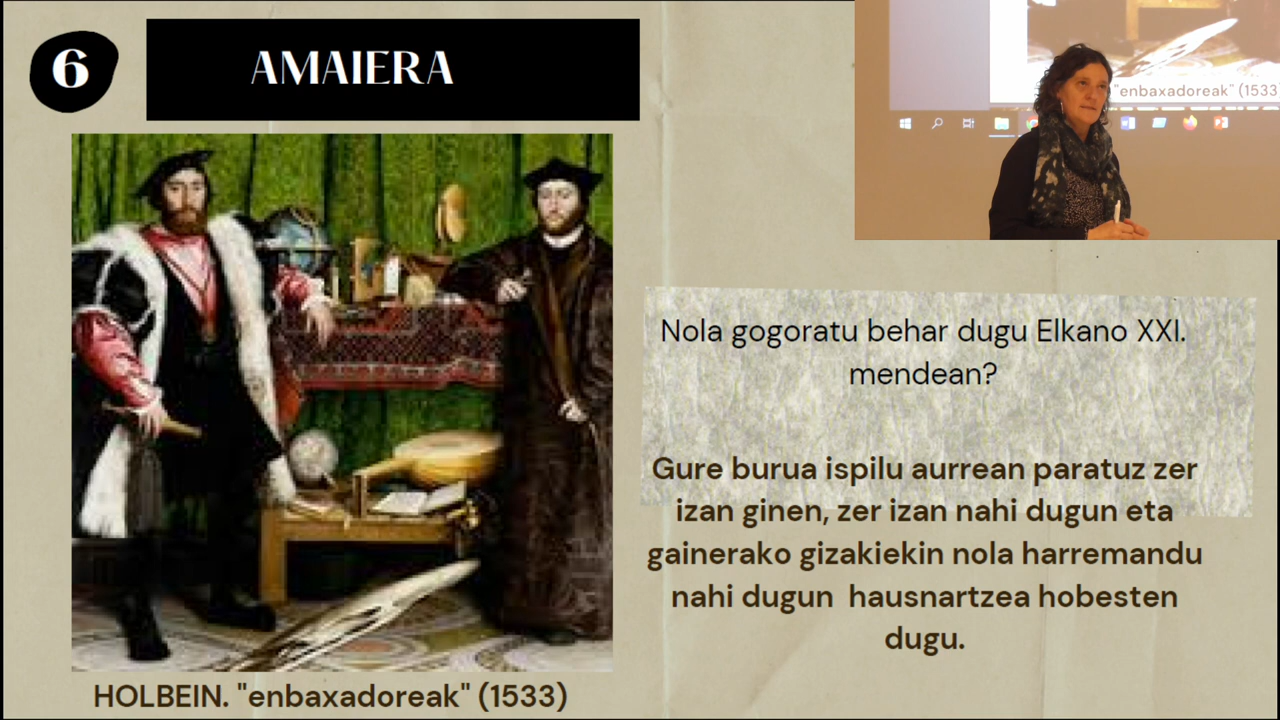 6
AMAIERA
"enbaxadoreak" (1533
Nola gogoratu behar dugu Elkano XXI.
mendean?
Gure burua ispilu aurrean paratuz zer
izan ginen, zer izan nahi dugun eta
gainerako gizakiekin nola harremandu
nahi dugun hausnartzea hobesten
dugu.
HOLBEIN. "enbaxadoreak" (1533)